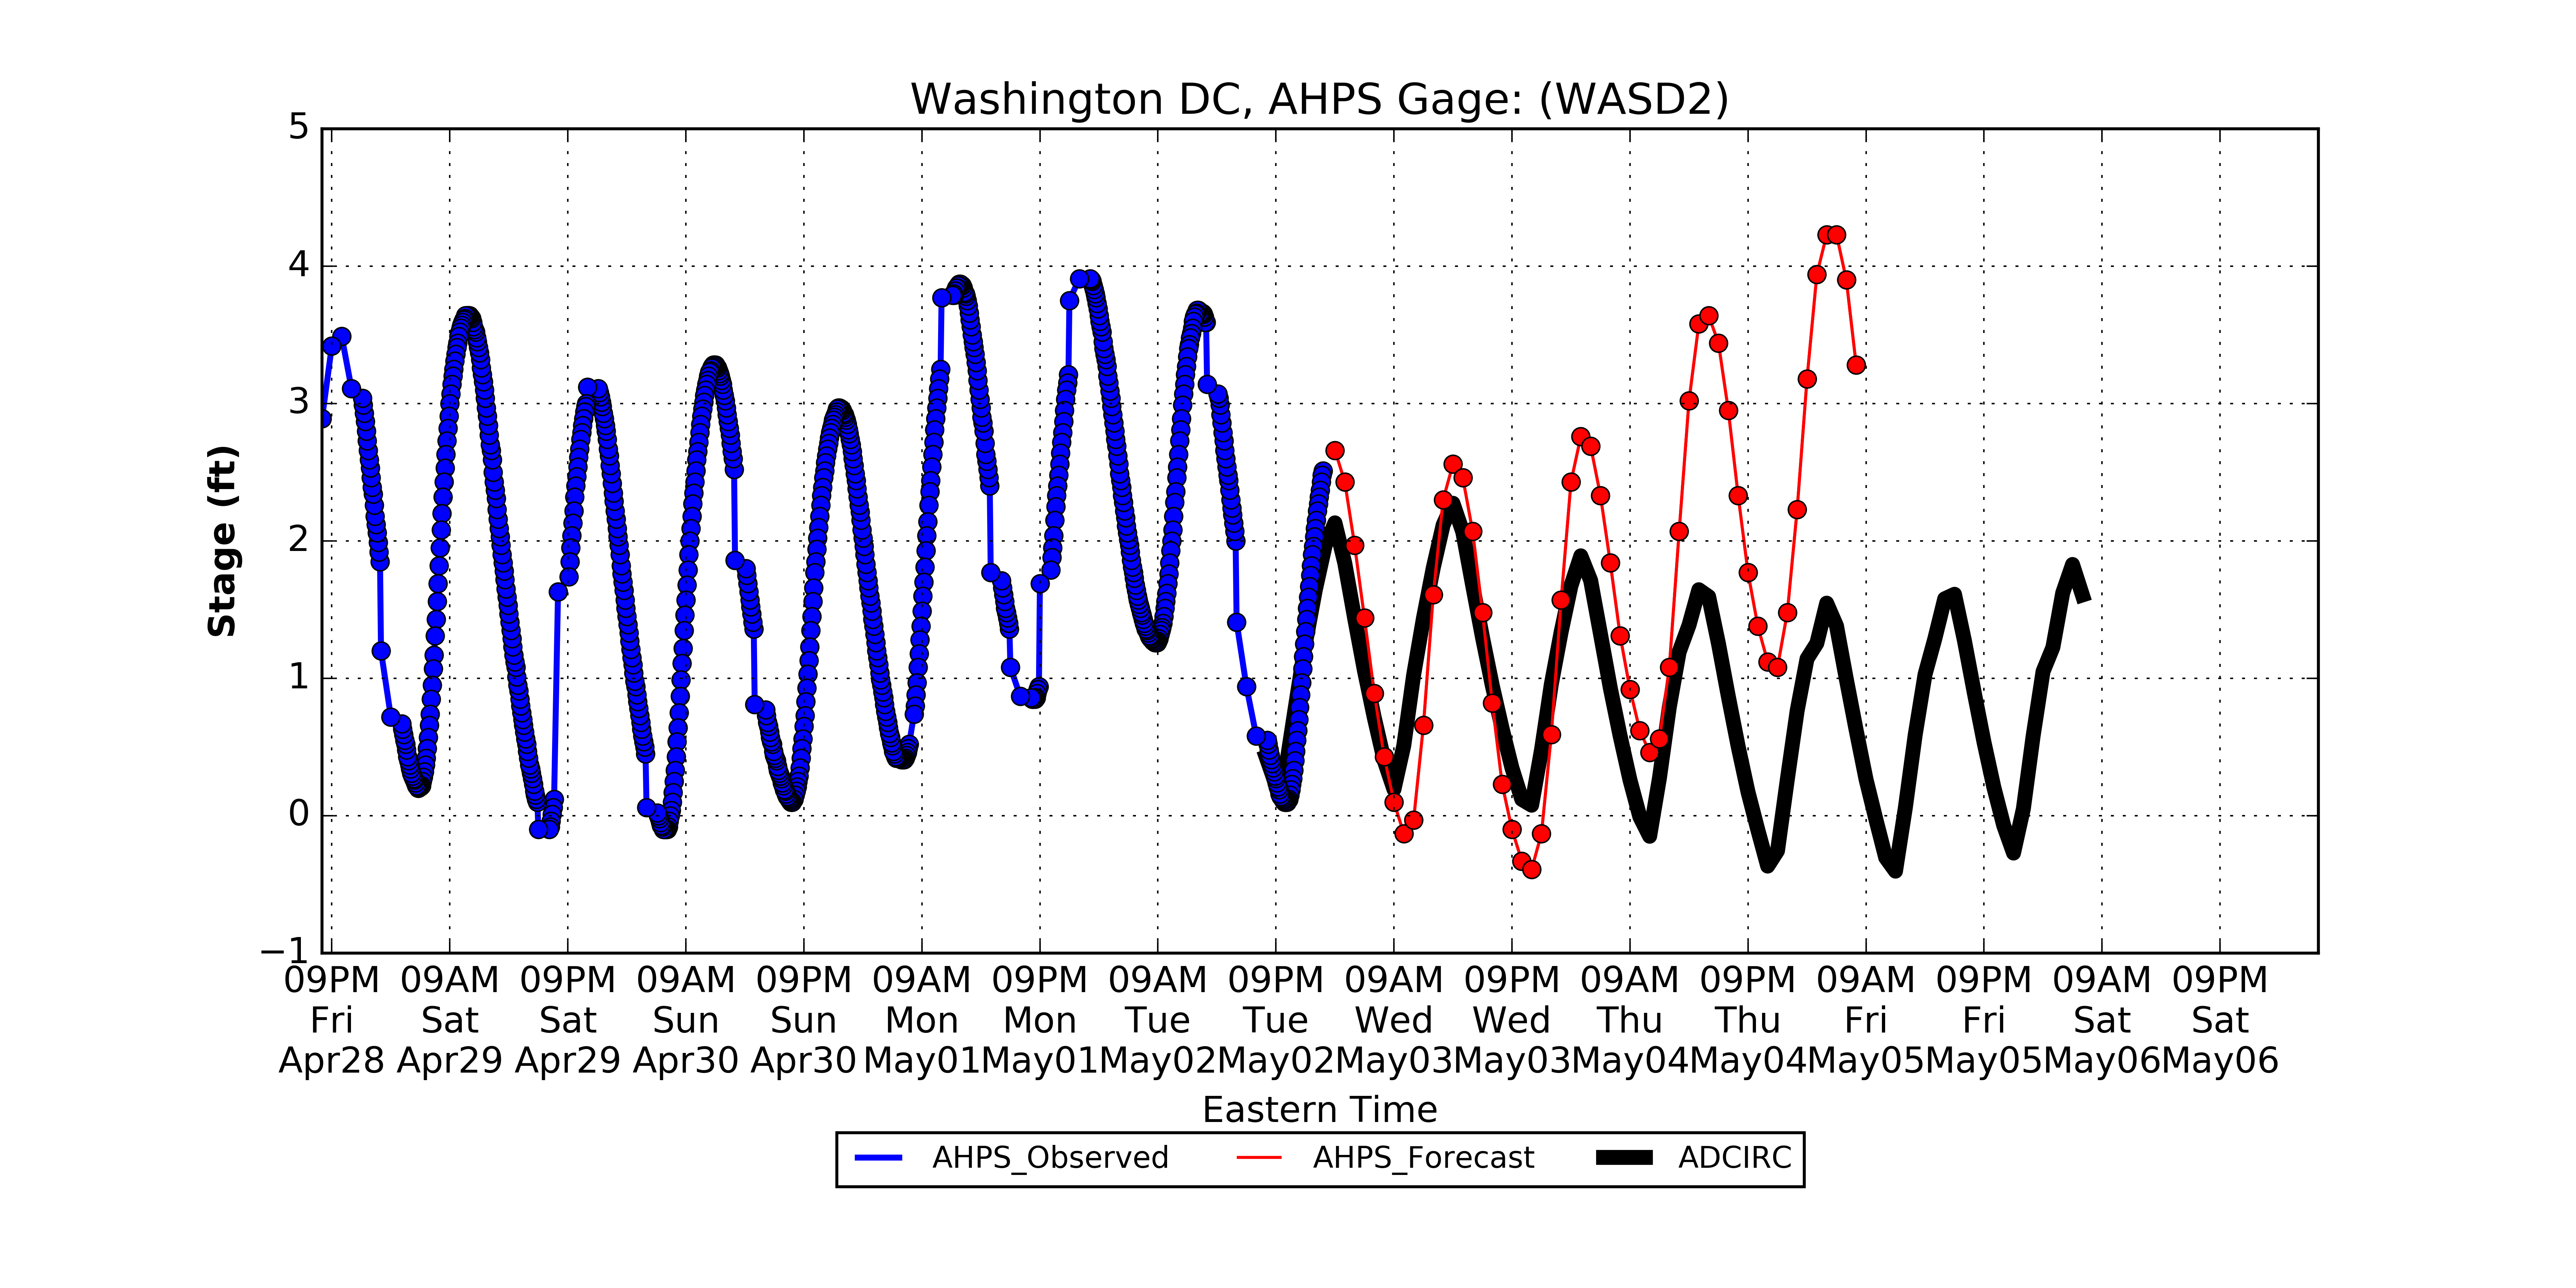 Washington DC, AHPS Gage: (WASD2)
5
4
3
2
1
0
−1
Stage (ft)
09PM 09AM 09PM 09AM 09PM 09AM 09PM 09AM 09PM 09AM 09PM 09AM 09PM 09AM 09PM 09AM 09PM
Fri Sat Sat Sun Sun Mon Mon Tue Tue Wed Wed Thu Thu Fri Fri Sat Sat
Apr28 Apr29 Apr29 Apr30 Apr30 May01 May01 May02 May02 May03 May03 May04 May04 May05 May05 May06 May06
Eastern Time
AHPS_Observed AHPS_Forecast ADCIRC